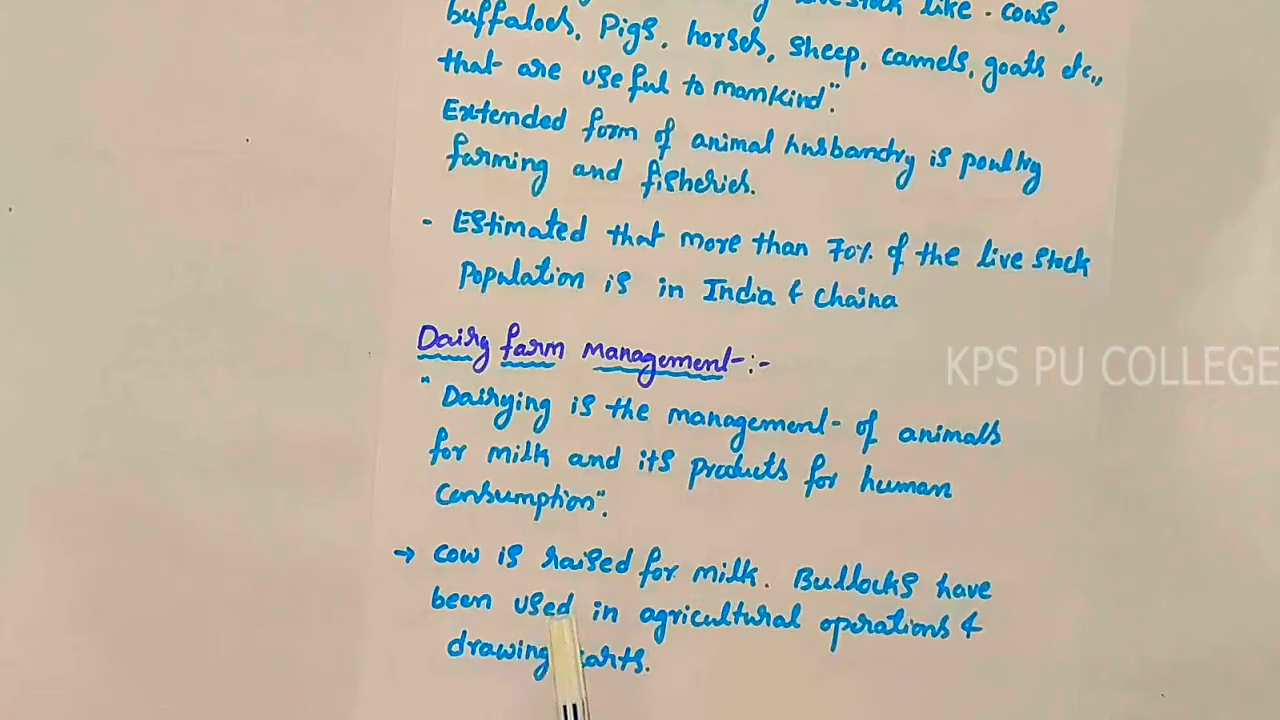 livestock like . cows,
buffaloes, Pigs, horses, sheep, camels, goats etc.,
that are useful to mankind".
Extended form of animal husbandry is poultry
farming and fisheries.
- Estimated that more than 70% of the live stock
population is in India & Chaina
Dairy farm management-:-
"Dairying is the management- of animals
for milk and its products for human
consumption".
→ Cow is raised for milk. Bullocks have
been used in agricultural operations &
drawing carts.
KPS PU COLLEGE